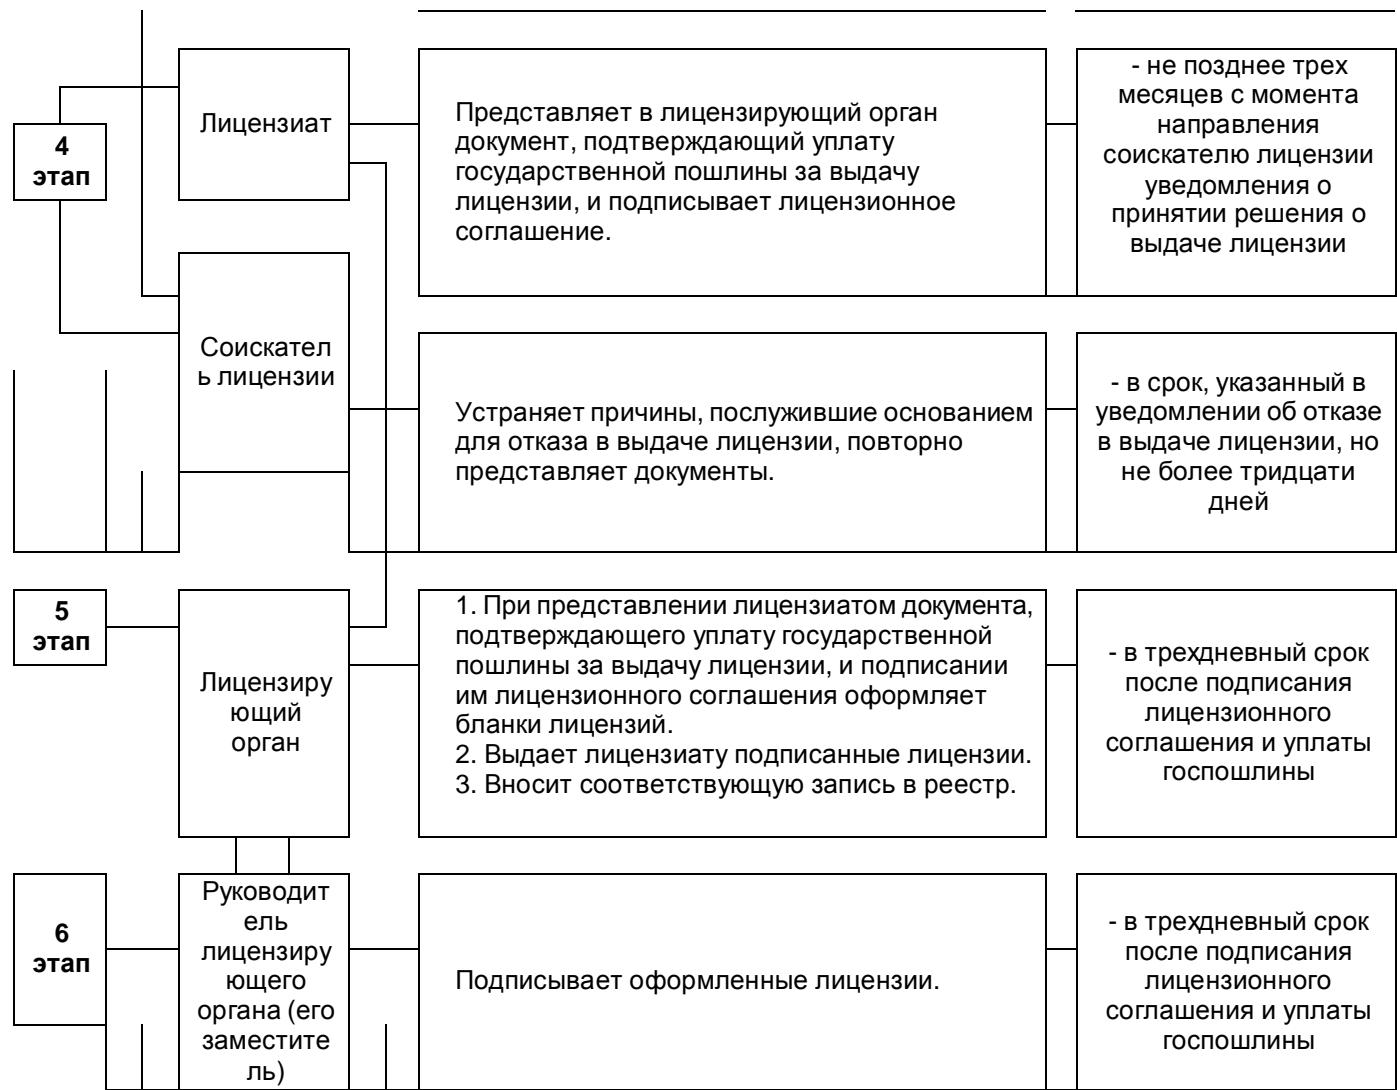 4
этап
Лицензиат
Представляет в лицензирующий орган
документ, подтверждающий уплату
государственной пошлины за выдачу
лицензии, и подписывает лицензионное
соглашение.
- не позднее трех
месяцев с момента
направления
соискателю лицензии
уведомления о
принятии решения о
выдаче лицензии
Соискател
ь лицензии
Устраняет причины, послужившие основанием
для отказа в выдаче лицензии, повторно
представляет документы.
- в срок, указанный в
уведомлении об отказе
в выдаче лицензии, но
не более тридцати
дней
5
этап
Лицензиру
ющий
орган
1. При представлении лицензиатом документа,
подтверждающего уплату государственной
пошлины за выдачу лицензии, и подписании
им лицензионного соглашения оформляет
бланки лицензий.
2. Выдает лицензиату подписанные лицензии.
3. Вносит соответствующую запись в реестр.
- в трехдневный срок
после подписания
лицензионного
соглашения и уплаты
госпошлины
6
этап
Руководит
ель
лицензиру
ющего
органа (его
заместите
ль)
Подписывает оформленные лицензии.
- в трехдневный срок
после подписания
лицензионного
соглашения и уплаты
госпошлины